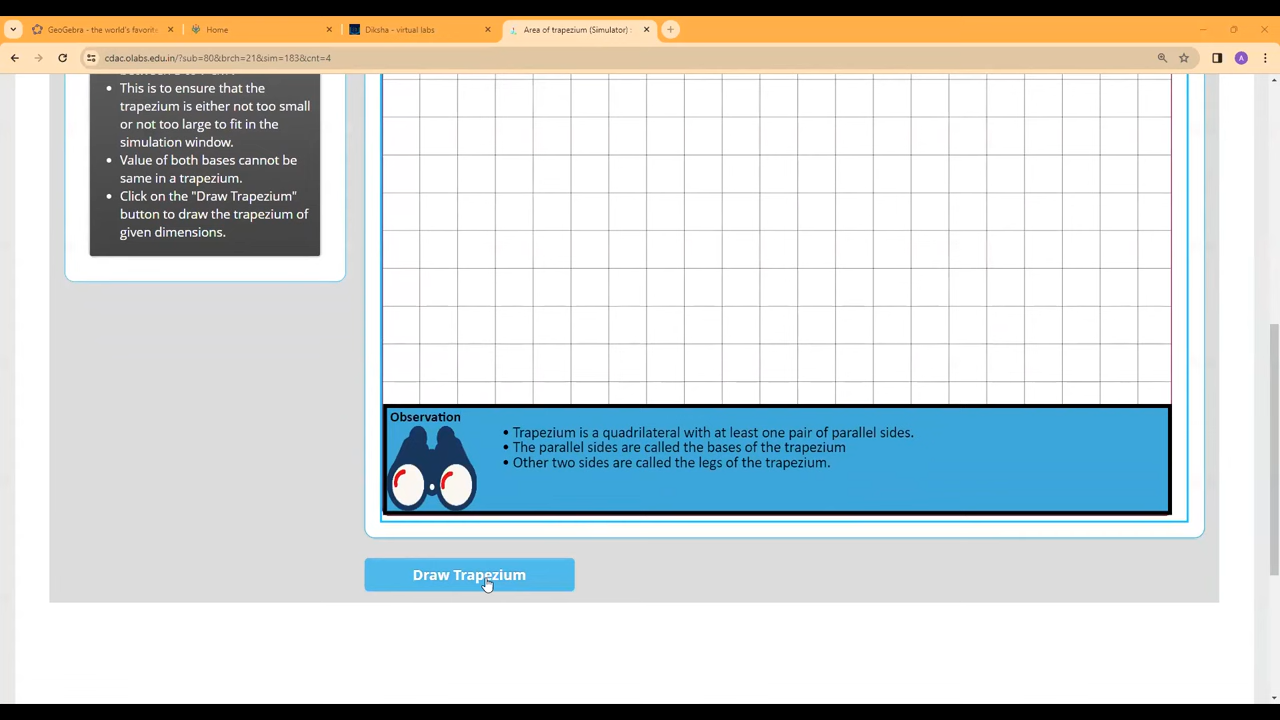 GeoGebra - the world's favorit
Home
Diksha - virtual labs
Area of trapezium (Simulator) :
cdac.olabs.edu.in/?sub=80&brch=21&sim=183&cnt=4
A
This is to ensure that the
trapezium is either not too small
or not too large to fit in the
simulation window.
Value of both bases cannot be
same in a trapezium.
Click on the "Draw Trapezium"
button to draw the trapezium of
given dimensions.
Observation
• Trapezium is a quadrilateral with at least one pair of parallel sides.
• The parallel sides are called the bases of the trapezium
• Other two sides are called the legs of the trapezium.
Draw Trapezium